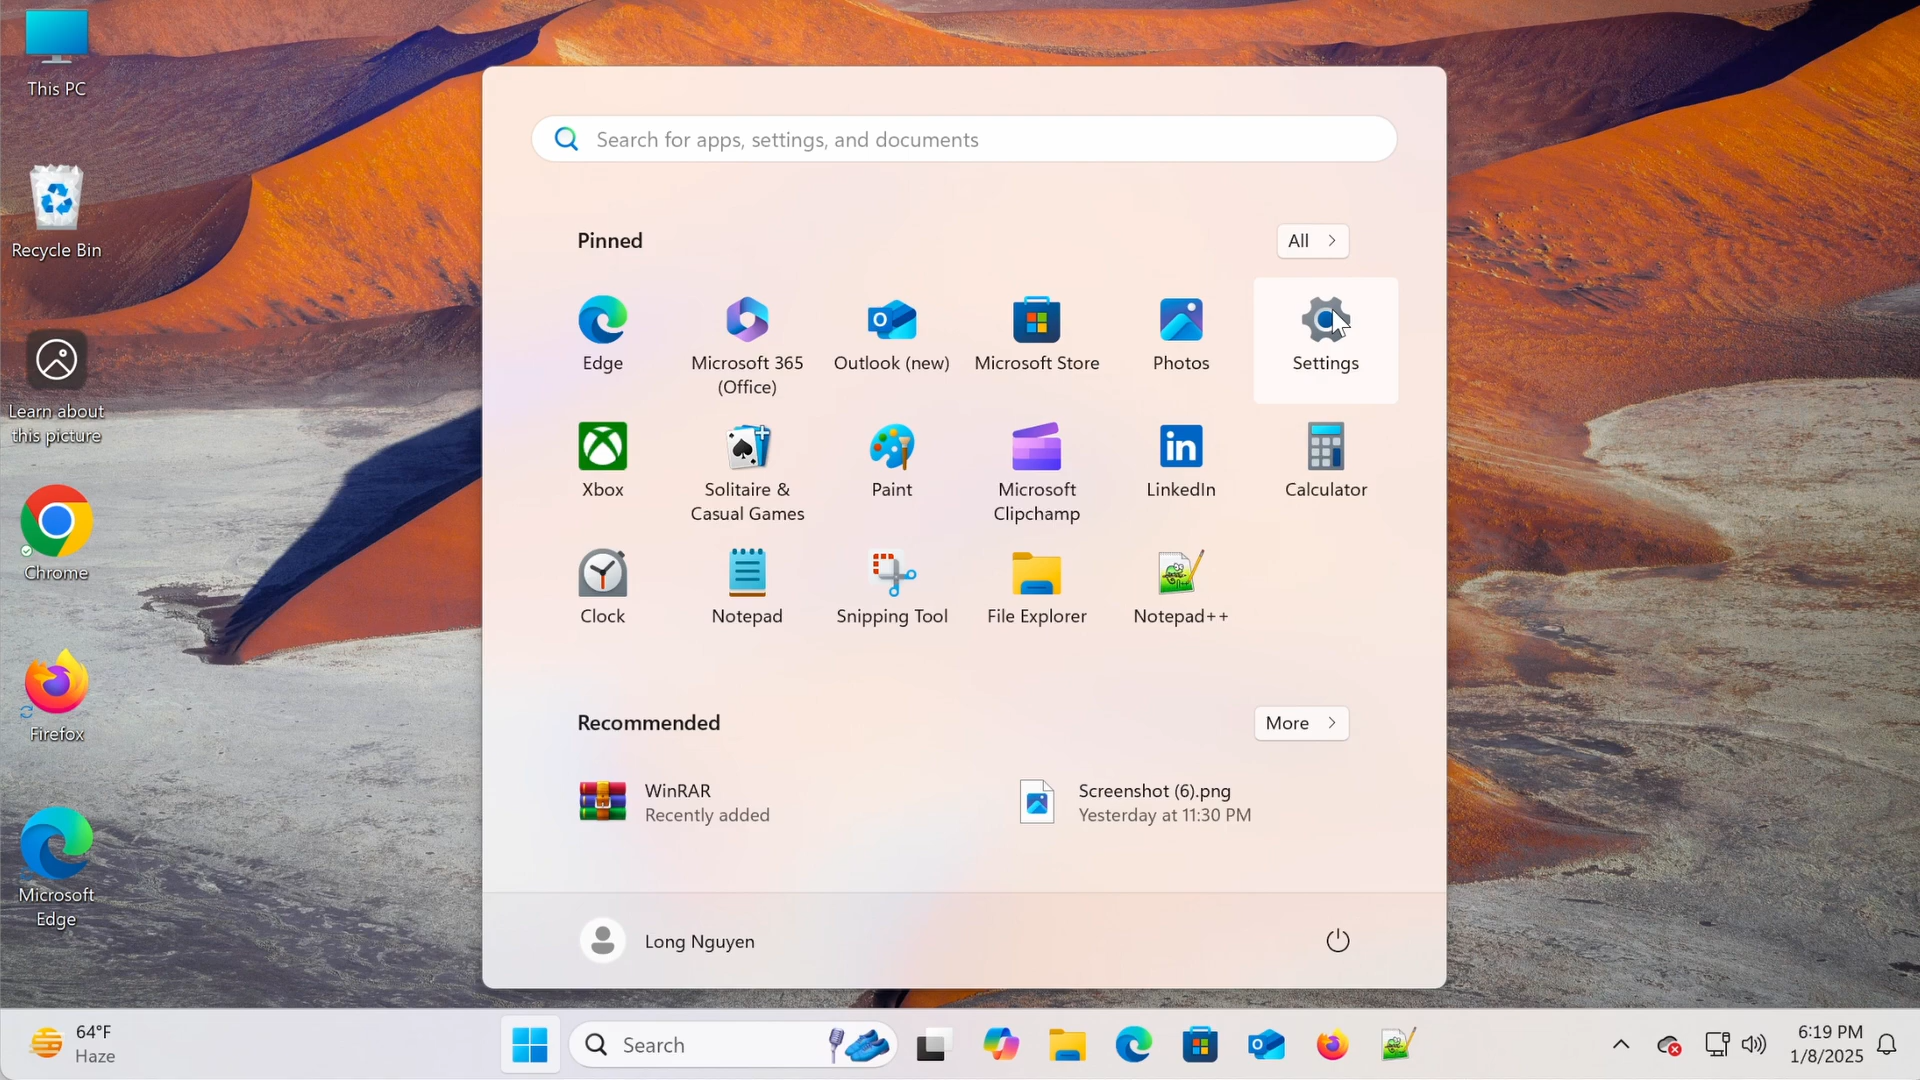 This PC
Recycle Bin
Learn about
this picture
Chrome
Firefox
Microsoft
Edge
Search for apps, settings, and documents
Pinned
All
Edge
Microsoft 365
(Office)
Outlook (new)
Microsoft Store
Photos
Settings
Xbox
Solitaire &
Casual Games
Paint
Microsoft
Clipchamp
LinkedIn
Calculator
Clock
Notepad
Snipping Tool
File Explorer
Notepad++
Recommended
More
WinRAR
Recently added
Screenshot (6).png
Yesterday at 11:30 PM
Long Nguyen
64°F
Haze
Search
6:19 PM
1/8/2025